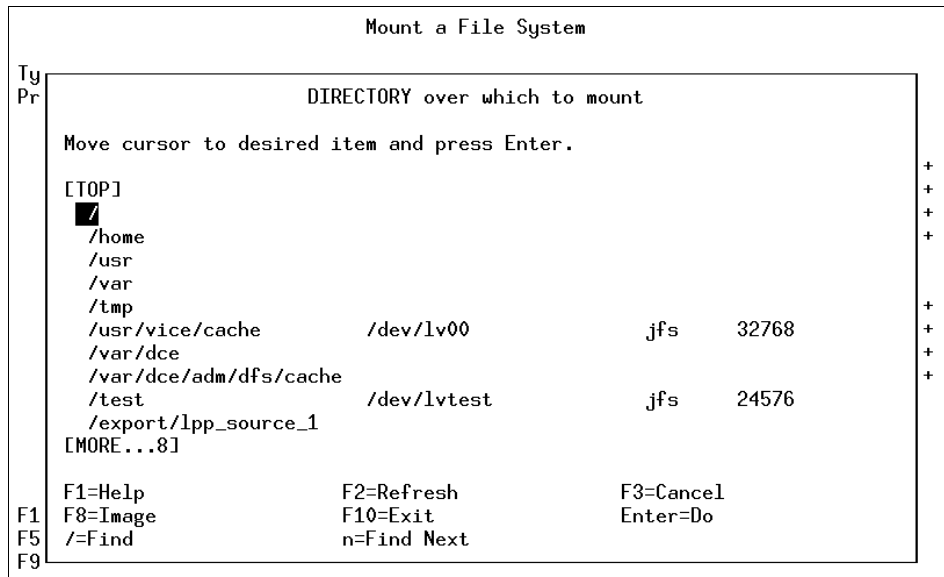 Mount a File System
Ty
Pr DIRECTORY over which to mount
Move cursor to desired item and press Enter.
+
[TOP] +
/ +
/home +
/usr
/var
/tmp +
/usr/vice/cache /dev/lv00 jfs 32768 +
/var/dce +
/var/dce/adm/dfs/cache +
/test /dev/lvtest jfs 24576
/export/lpp_source_1
[MORE...8]
F1=Help F2=Refresh F3=Cancel
F1 F8=Image F10=Exit Enter=Do
F5 /=Find n=Find Next
F9